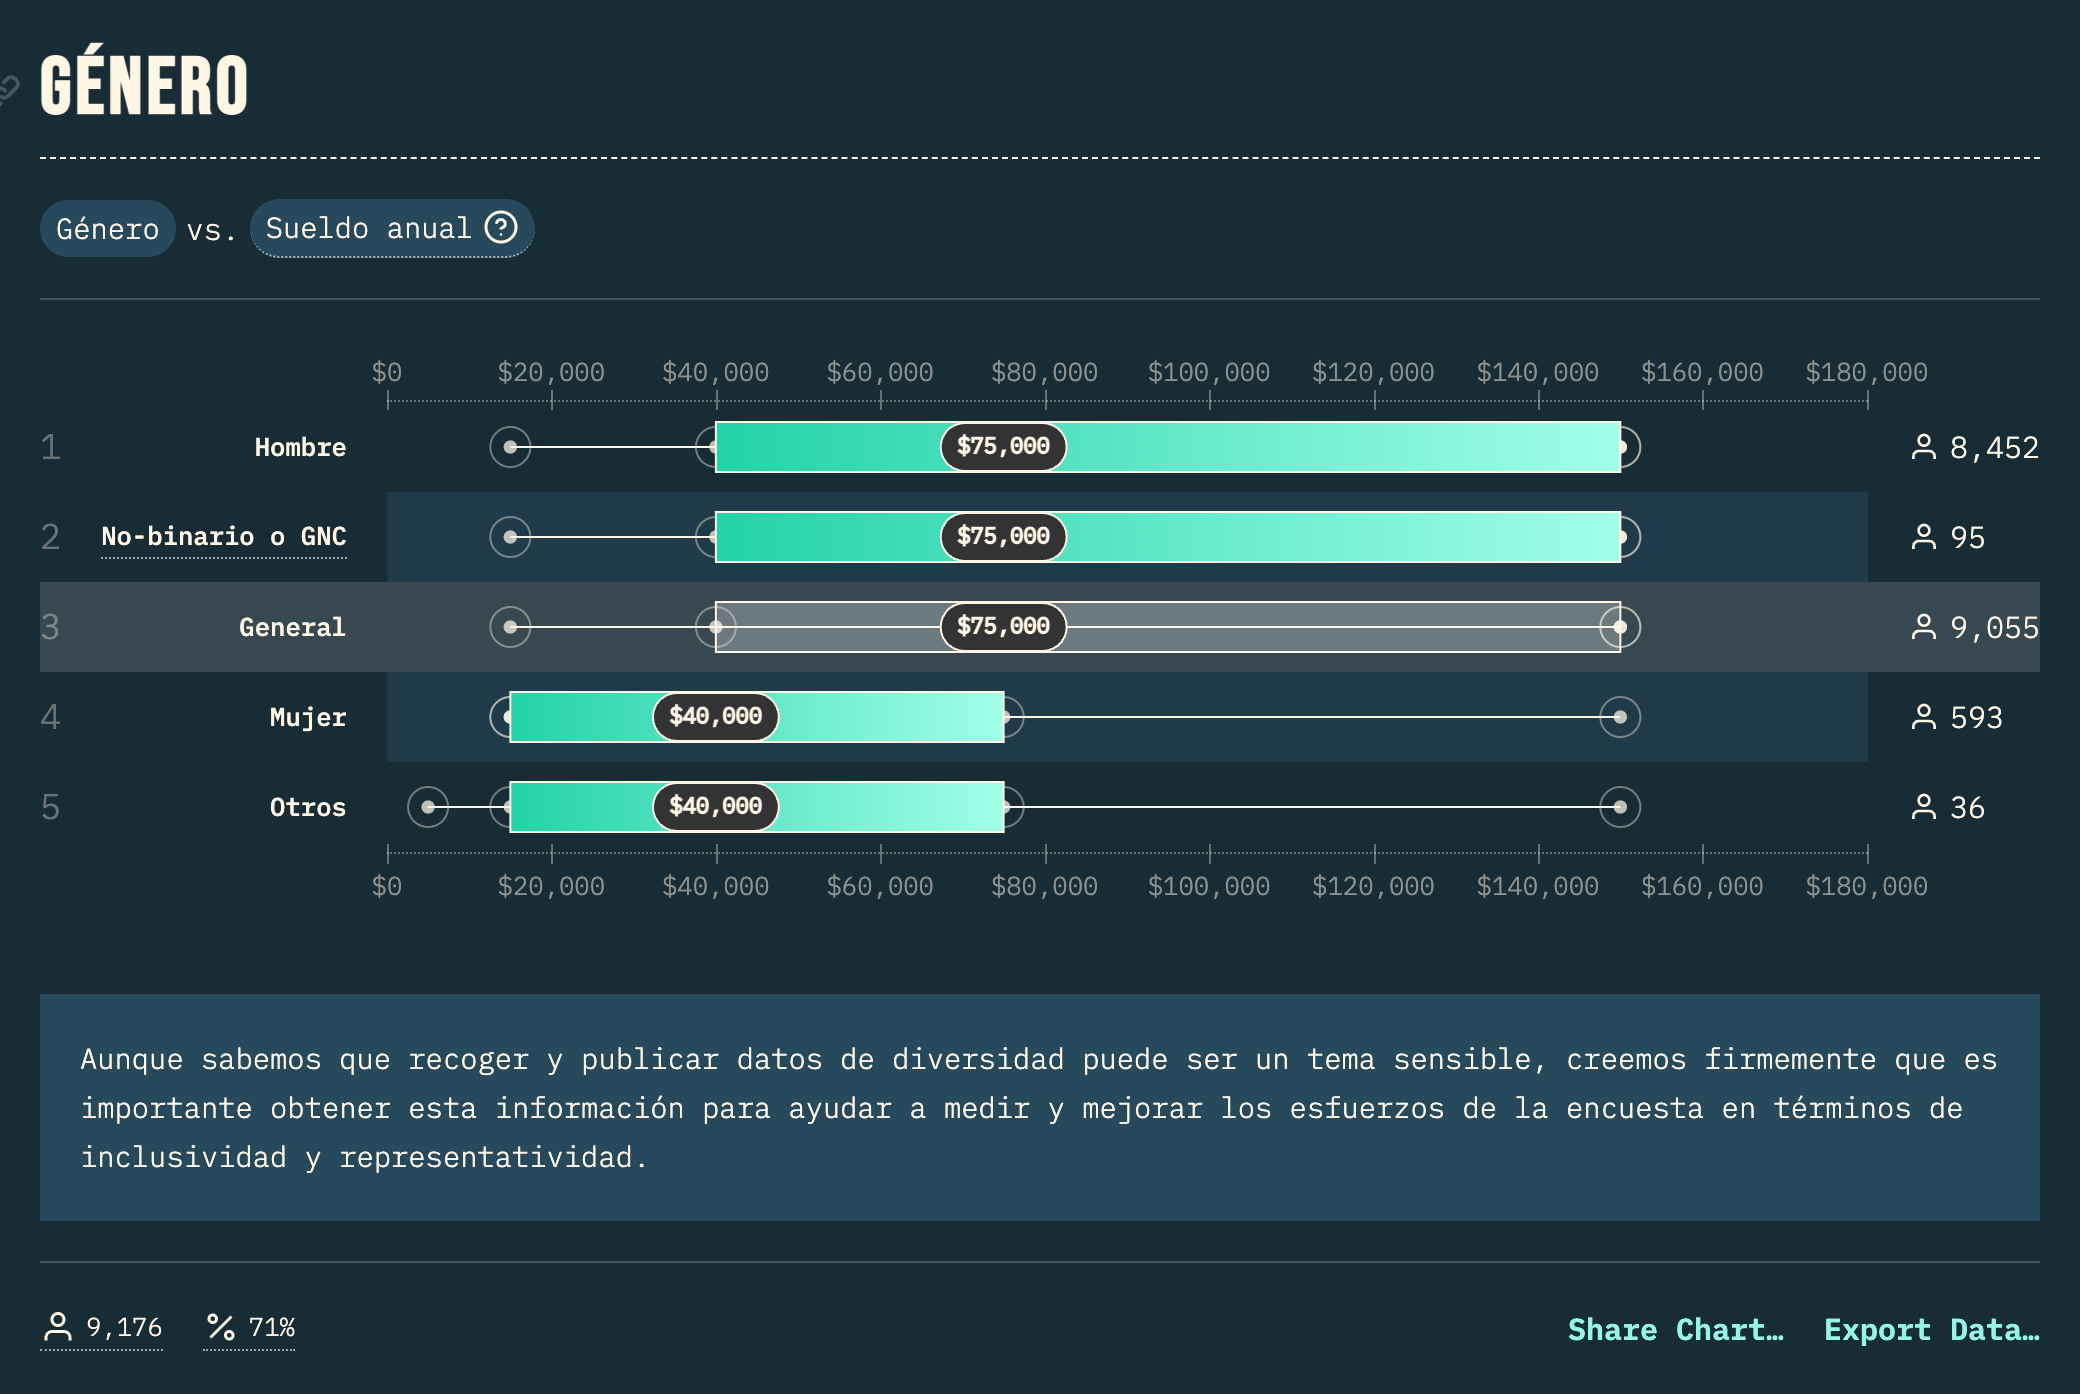 GÉNERO
Género vs. Sueldo anual ?
$0 $20,000 $40,000 $60,000 $80,000 $100,000 $120,000 $140,000 $160,000 $180,000
1 Hombre $75,000 8,452
2 No-binario o GNC $75,000 95
3 General $75,000 9,055
4 Mujer $40,000 593
5 Otros $40,000 36
$0 $20,000 $40,000 $60,000 $80,000 $100,000 $120,000 $140,000 $160,000 $180,000
Aunque sabemos que recoger y publicar datos de diversidad puede ser un tema sensible, creemos firmemente que es
importante obtener esta información para ayudar a medir y mejorar los esfuerzos de la encuesta en términos de
inclusividad y representatividad.
9,176 % 71% Share Chart… Export Data…